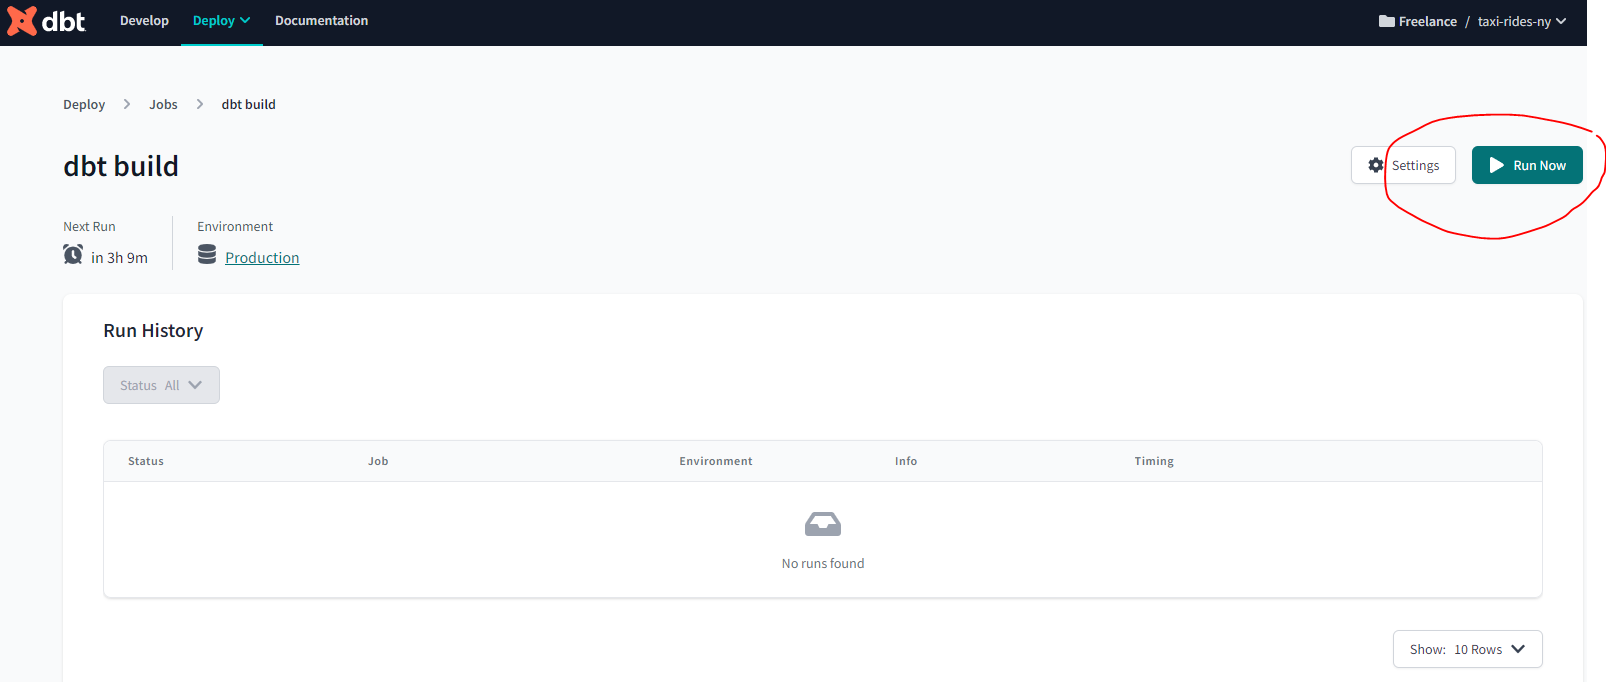 dbt Develop Deploy Documentation Freelance / taxi-rides-ny
Deploy Jobs dbt build
dbt build
Settings Run Now
Next Run Environment
in 3h 9m Production
Run History
Status All
Status Job Environment Info Timing
No runs found
Show: 10 Rows